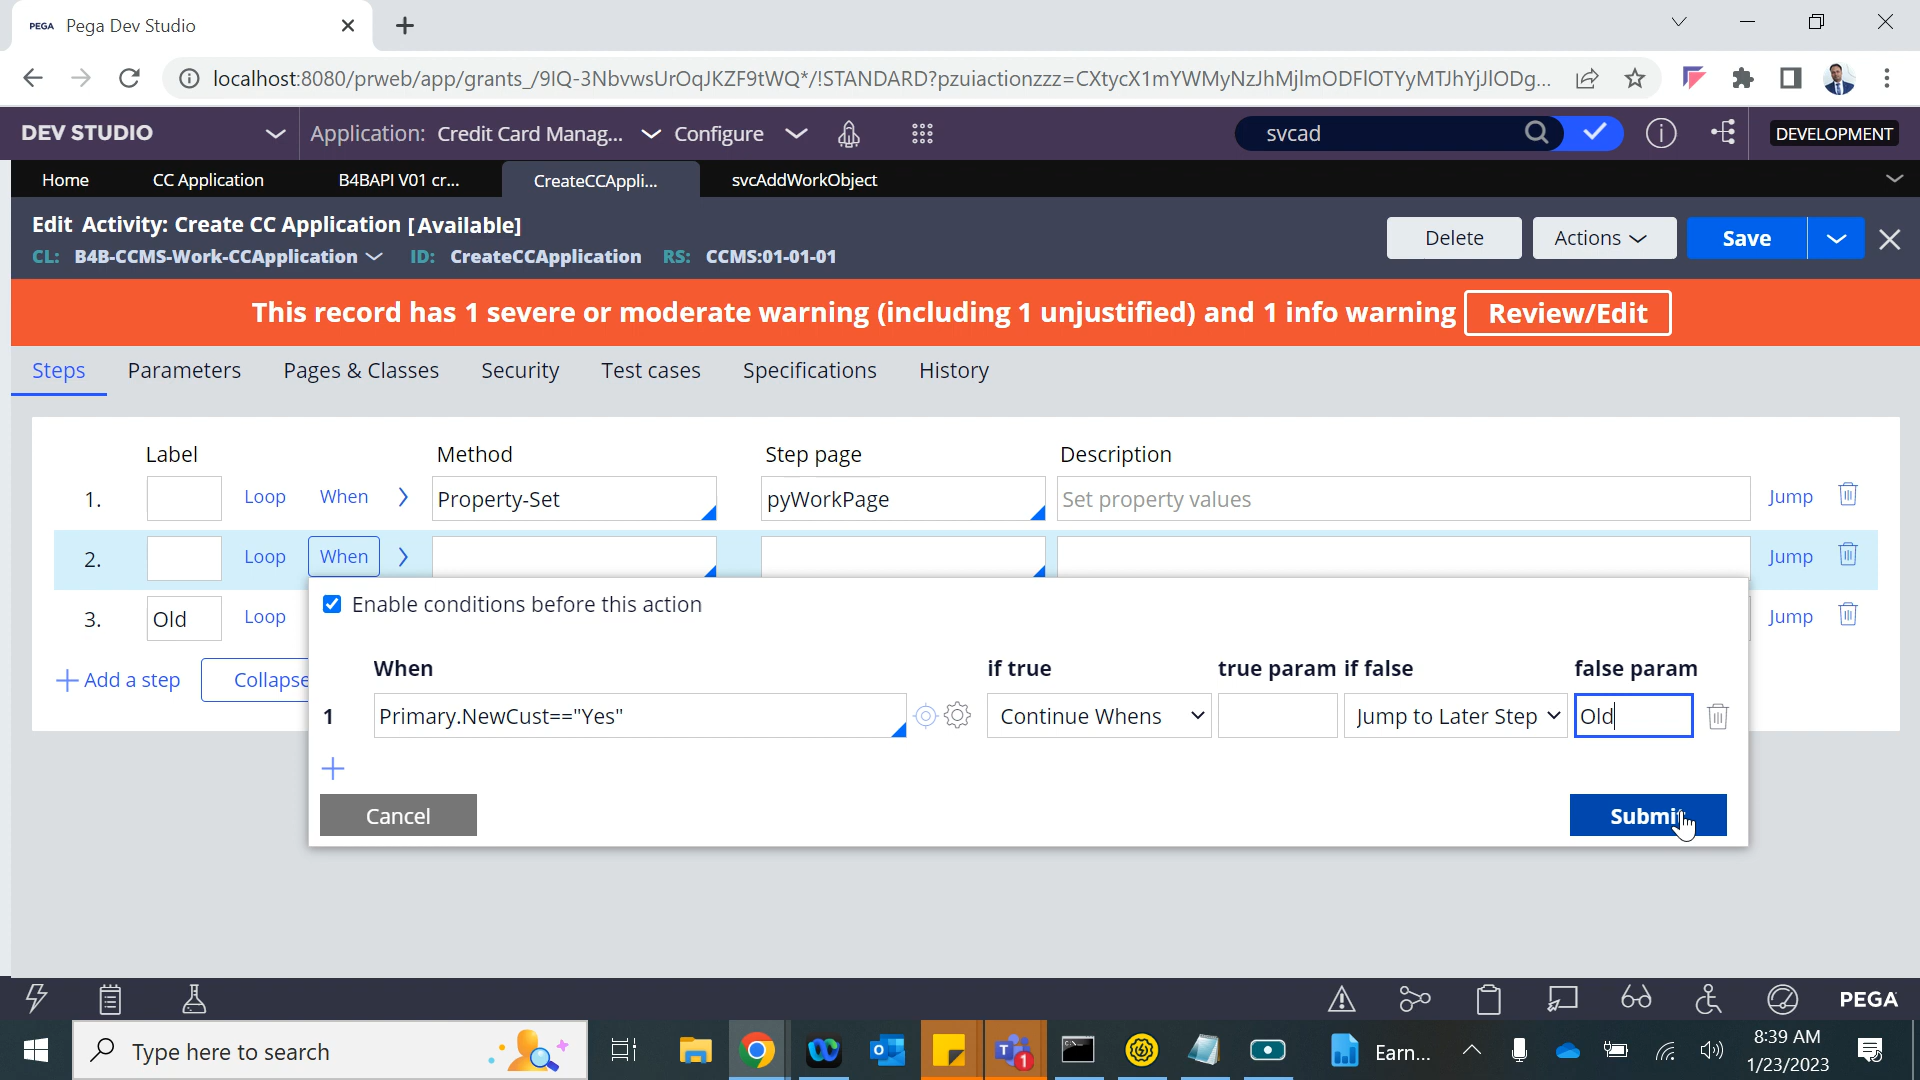 PEGA Pega Dev Studio
localhost:8080/prweb/app/grants_/9IQ-3NbvwsUrOqJKZF9tWQ*/!STANDARD?pzuiactionzzz=CXtycX1mYWMyNzJhMjlmODFlOTYyMTJhYjJlODg...
DEV STUDIO Application: Credit Card Manag... Configure svcad DEVELOPMENT
Home CC Application B4BAPI V01 cr... CreateCCAppli... svcAddWorkObject
Edit Activity: Create CC Application [Available] Delete Actions Save
CL: B4B-CCMS-Work-CCApplication ID: CreateCCApplication RS: CCMS:01-01-01
This record has 1 severe or moderate warning (including 1 unjustified) and 1 info warning Review/Edit
Steps Parameters Pages & Classes Security Test cases Specifications History
Label Method Step page Description
1. Loop When Property-Set pyWorkPage Set property values Jump
2. Loop When Jump
Enable conditions before this action
3. Old Loop Jump
When if true true param if false false param
+ Add a step Collapse
1 Primary.NewCust=="Yes" Continue Whens Jump to Later Step Old
Cancel Submit
PEGA
Type here to search 1 Earn... 8:39 AM
1/23/2023